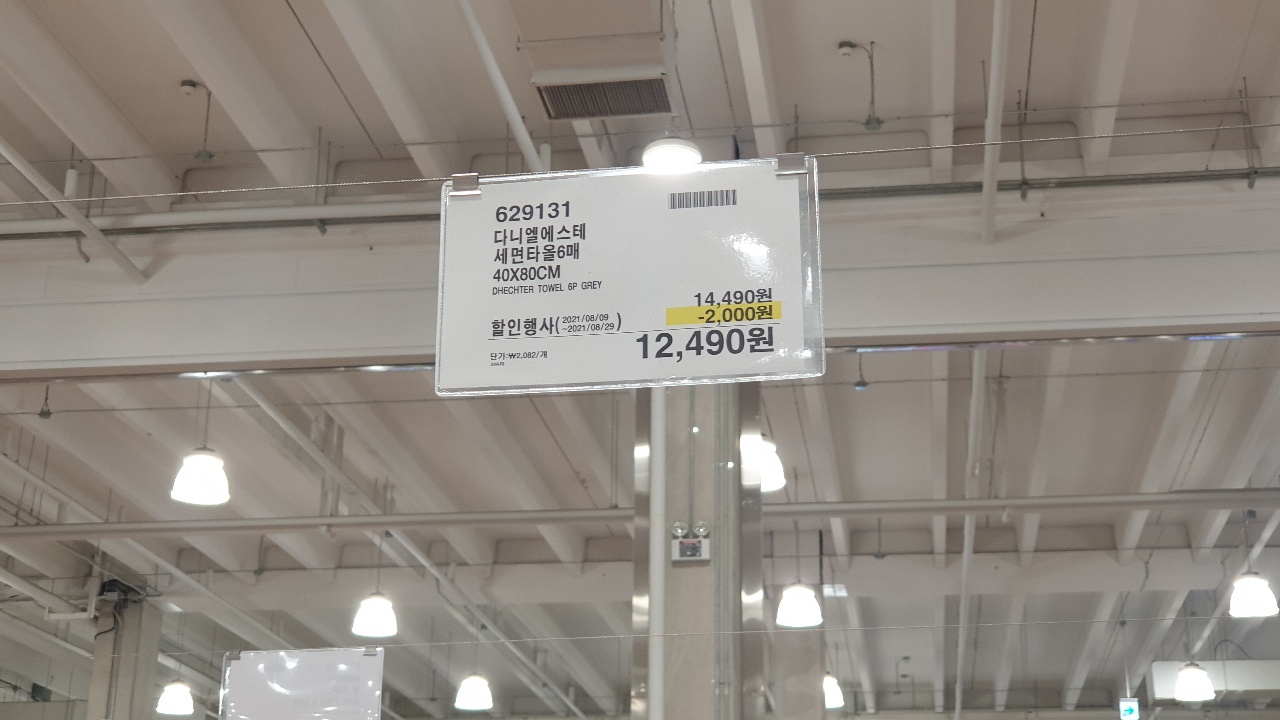 629131
다니엘에스테
세면타올6매
40X80CM
DHECHTER TOWEL 6P GREY
14,490원
-2,000원
할인행사( 2021/08/09 ~2021/08/29 )
12,490원
단가:₩2,082/개